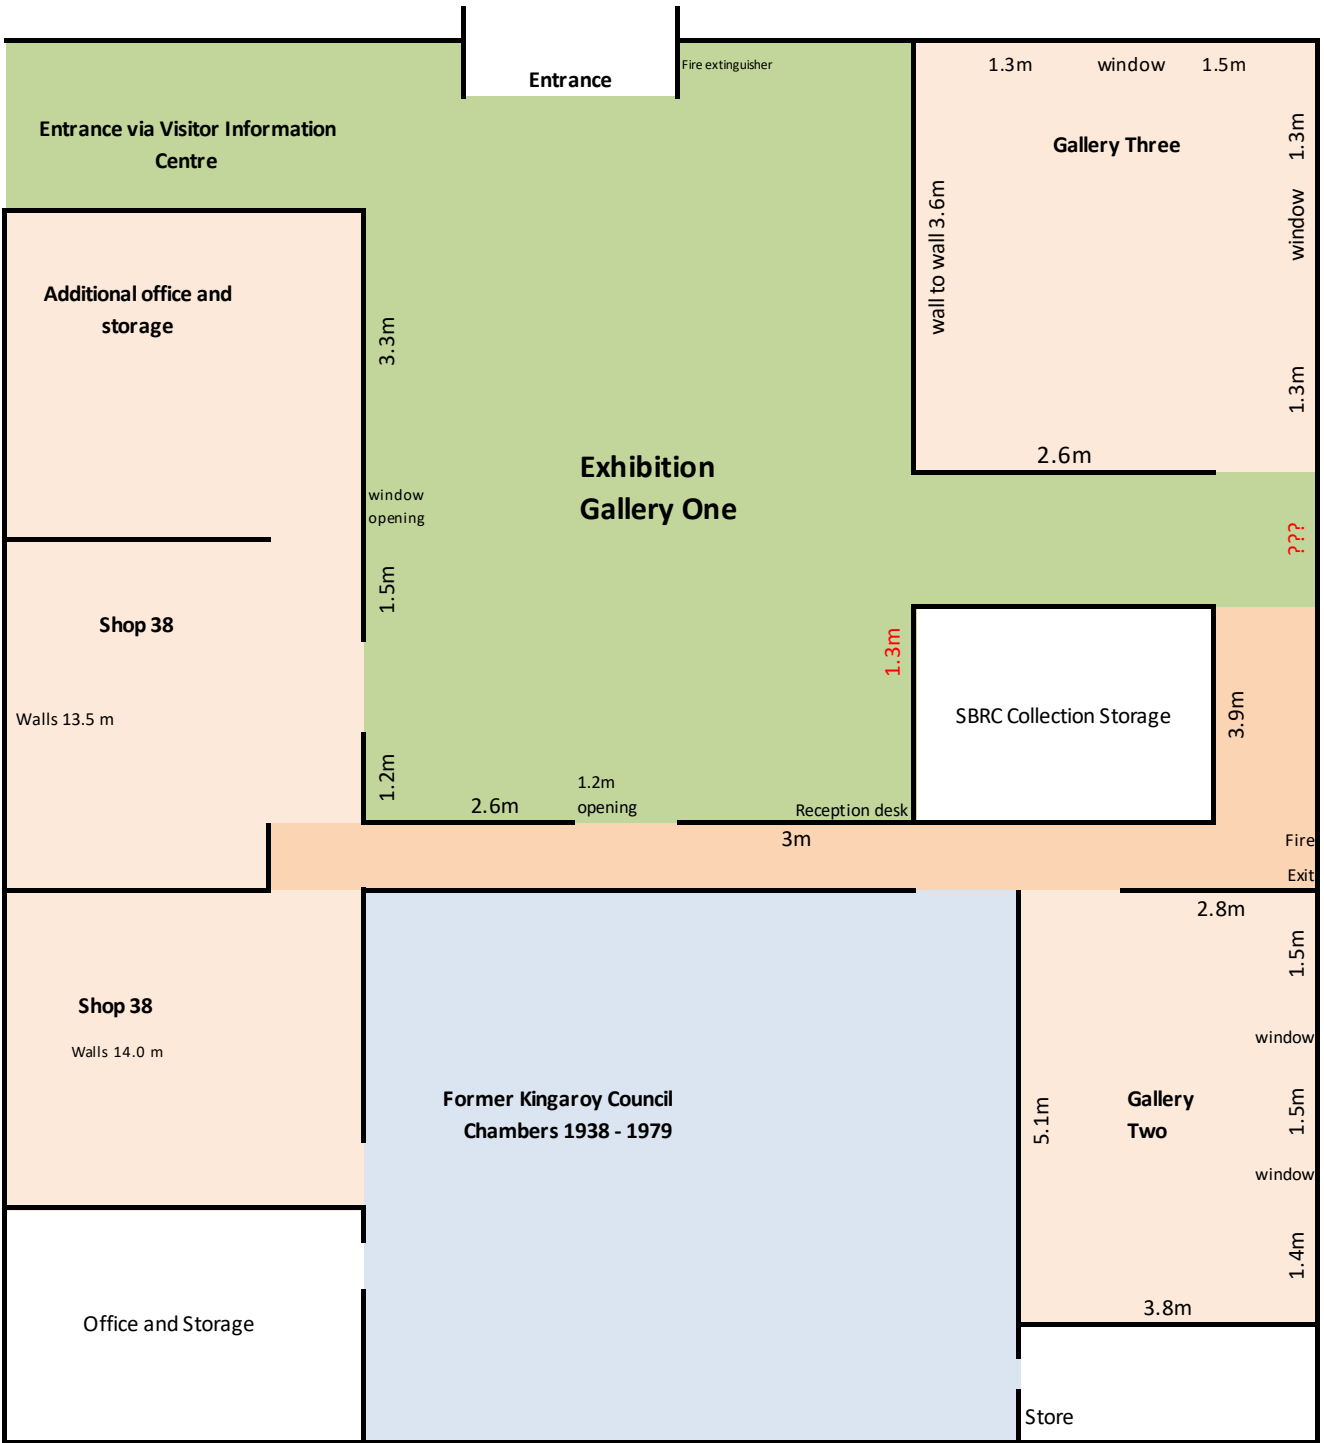 Entrance
Fire extinguisher
1.3m
window
1.5m
Entrance via Visitor Information
Centre
Gallery Three
1.3m
wall to wall 3.6m
window
Additional office and
storage
3.3m
1.3m
2.6m
Exhibition
Gallery One
window
opening
???
1.5m
Shop 38
1.3m
Walls 13.5 m
SBRC Collection Storage
3.9m
1.2m
2.6m
1.2m
opening
Reception desk
3m
Fire
Exit
2.8m
1.5m
Shop 38
Walls 14.0 m
window
Former Kingaroy Council
Chambers 1938 - 1979
5.1m
Gallery
Two
1.5m
window
1.4m
3.8m
Office and Storage
Store